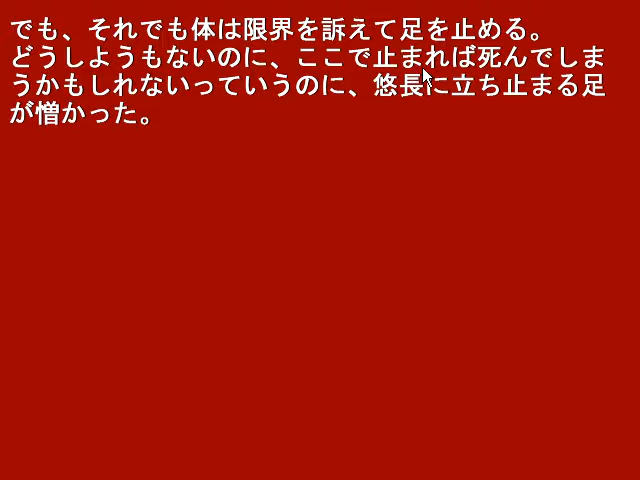 でも、それでも体は限界を訴えて足を止める。
どうしようもないのに、ここで止まれば死んでしま
うかもしれないっていうのに、悠長に立ち止まる足
が憎かった。